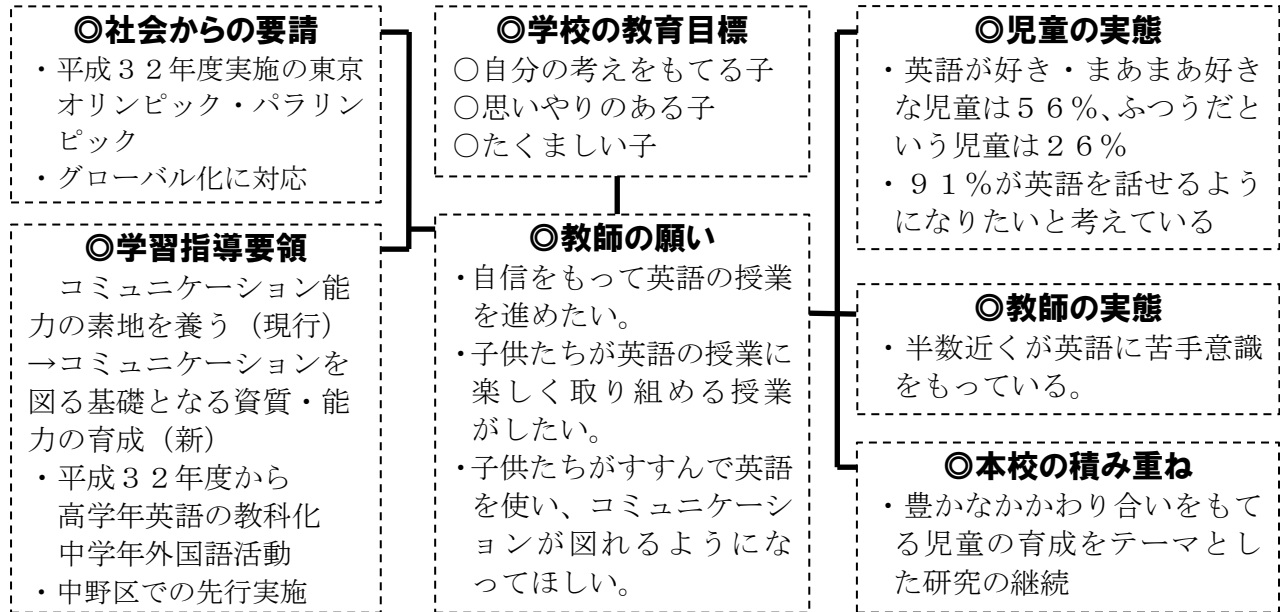 ◎社会からの要請
・平成３２年度実施の東京
オリンピック・パラリン
ピック
・グローバル化に対応
◎学習指導要領
コミュニケーション能
力の素地を養う（現行）
→コミュニケーションを
図る基礎となる資質・能
力の育成（新）
・平成３２年度から
高学年英語の教科化
中学年外国語活動
・中野区での先行実施
◎学校の教育目標
○自分の考えをもてる子
○思いやりのある子
○たくましい子
◎教師の願い
・自信をもって英語の授業
を進めたい。
・子供たちが英語の授業に
楽しく取り組める授業
がしたい。
・子供たちがすすんで英語
を使い、コミュニケーシ
ョンが図れるようにな
ってほしい。
◎児童の実態
・英語が好き・まあまあ好き
な児童は５６％、ふつうだと
いう児童は２６％
・９１％が英語を話せるよう
になりたいと考えている
◎教師の実態
・半数近くが英語に苦手意識
をもっている。
◎本校の積み重ね
・豊かなかかわり合いをもて
る児童の育成をテーマとし
た研究の継続